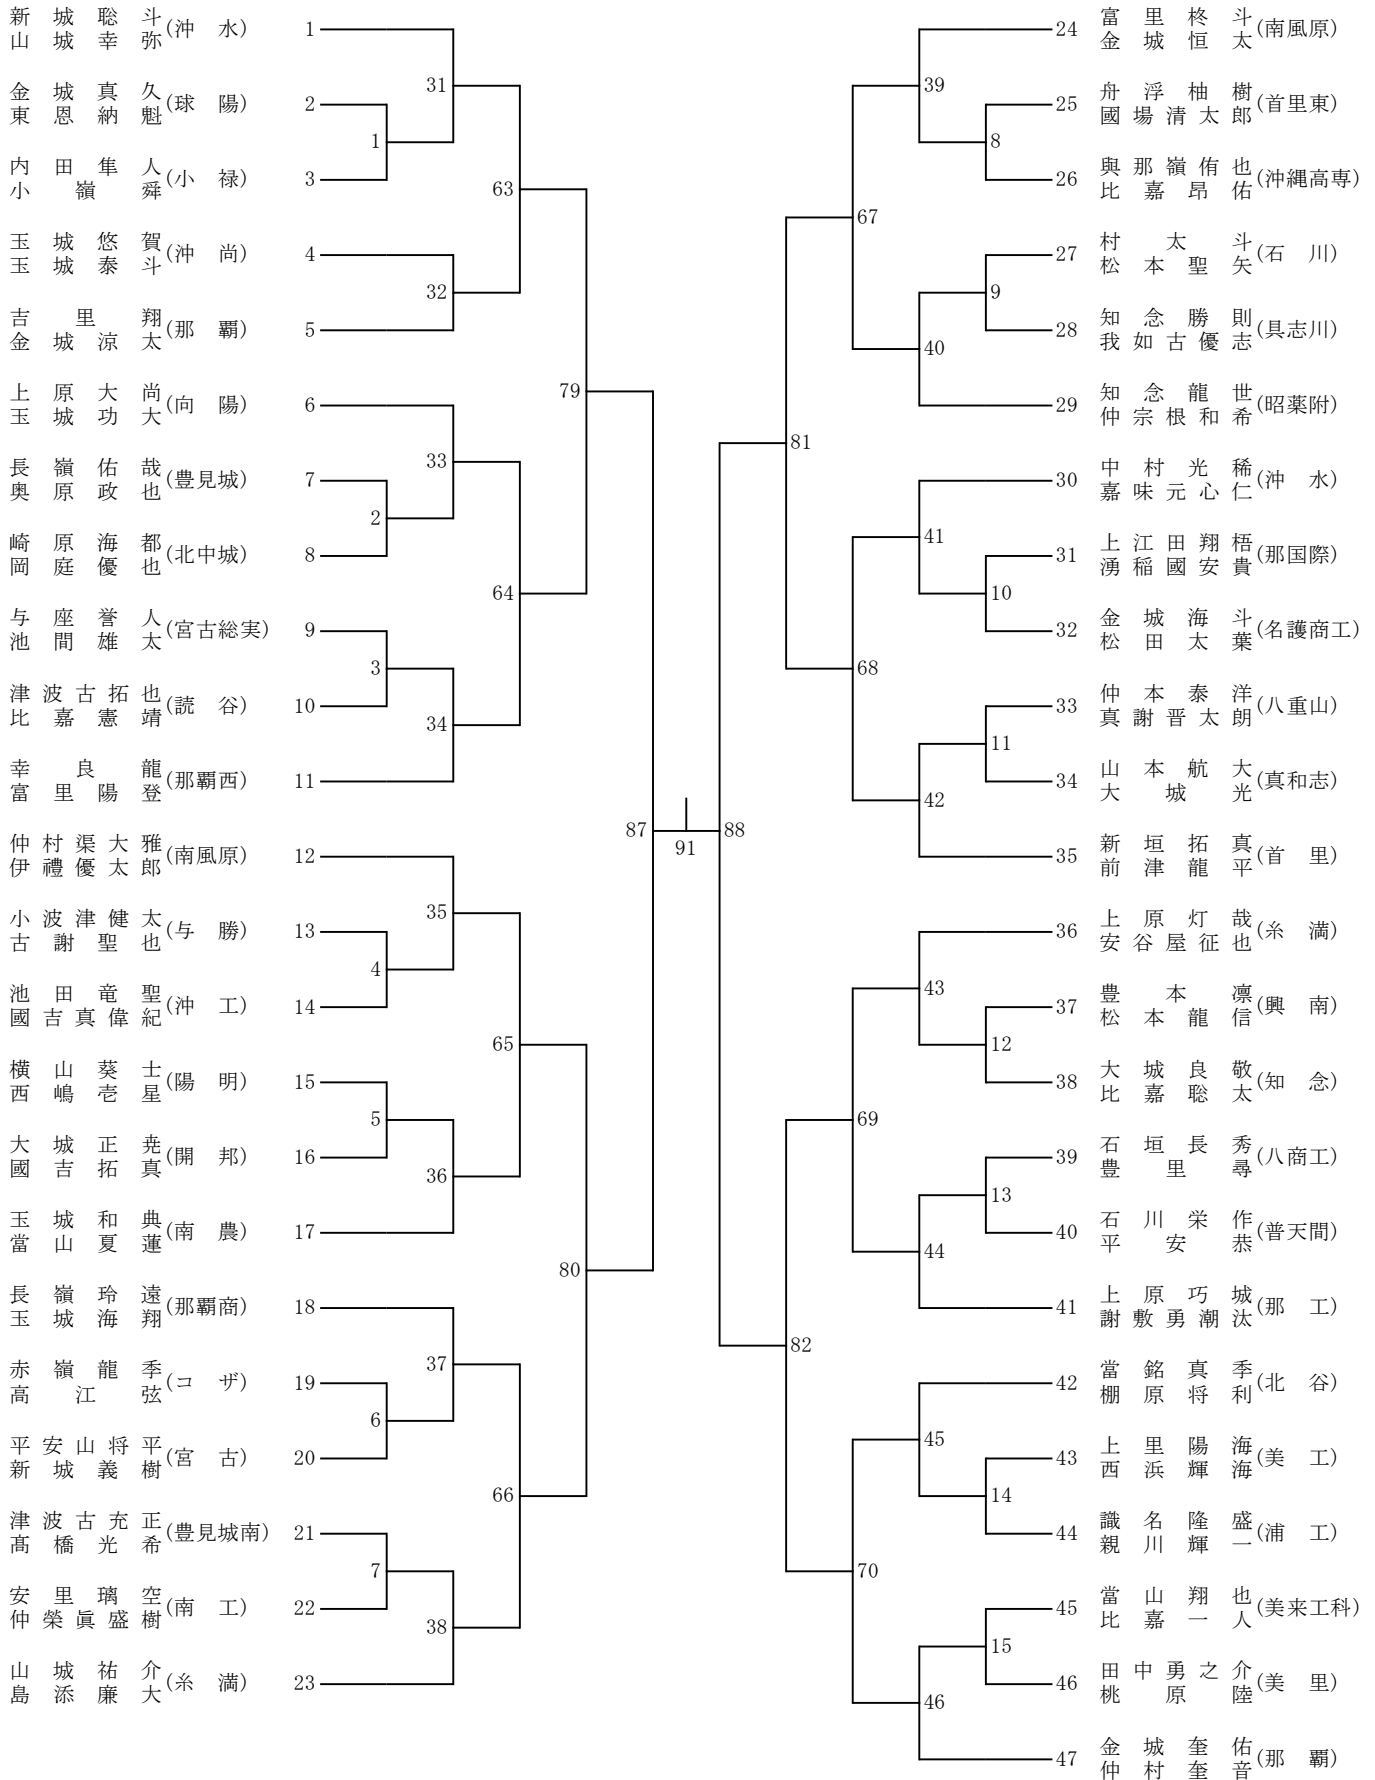 新城聡斗
山城幸弥
(沖水) 1
金城真久
東恩納魁
(球陽) 2
内田隼人
小嶺舜
(小禄) 3
玉城悠賀
玉城泰斗
(沖尚) 4
吉里翔
金城涼太
(那覇) 5
上原大尚
玉城功大
(向陽) 6
長嶺佑哉
奥原政也
(豊見城) 7
崎原海都
岡庭優也
(北中城) 8
与座誉人
池間雄太
(宮古総実) 9
津波古拓也
比嘉憲靖
(読谷) 10
幸良龍
富里陽登
(那覇西) 11
仲村渠大雅
伊禮優太郎
(南風原) 12
小波津健太
古謝聖也
(与勝) 13
池田竜聖
國吉真偉紀
(沖工) 14
横山葵士
西嶋壱星
(陽明) 15
大城正尭
國吉拓真
(開邦) 16
玉城和典
當山夏蓮
(南農) 17
長嶺玲遠
玉城海翔
(那覇商) 18
赤嶺龍季
高江弦
(コザ) 19
平安山将平
新城義樹
(宮古) 20
津波古充正
髙橋光希
(豊見城南) 21
安里璃空
仲榮眞盛樹
(南工) 22
山城祐介
島添廉大
(糸満) 23
1
2
3
4
5
6
7
31
32
33
34
35
36
37
38
63
64
65
66
79
80
87
91
88
81
82
67
68
69
70
39
40
41
42
43
44
45
46
8
9
10
11
12
13
14
15
24 富里柊斗
金城恒太
(南風原)
25 舟浮柚樹
國場清太郎
(首里東)
26 與那嶺侑也
比嘉昂佑
(沖縄高専)
27 村太斗
松本聖矢
(石川)
28 知念勝則
我如古優志
(具志川)
29 知念龍世
仲宗根和希
(昭薬附)
30 中村光稀
嘉味元心仁
(沖水)
31 上江田翔梧
湧稲國安貴
(那国際)
32 金城海斗
松田太葉
(名護商工)
33 仲本泰洋
真謝晋太朗
(八重山)
34 山本航大
大城光
(真和志)
35 新垣拓真
前津龍平
(首里)
36 上原灯哉
安谷屋征也
(糸満)
37 豊本凛
松本龍信
(興南)
38 大城良敬
比嘉聡太
(知念)
39 石垣長秀
豊里尋
(八商工)
40 石川栄作
平安恭
(普天間)
41 上原巧城
謝敷勇潮汰
(那工)
42 當銘真季
棚原将利
(北谷)
43 上里陽海
西浜輝海
(美工)
44 識名隆盛
親川輝一
(浦工)
45 當山翔也
比嘉一人
(美来工科)
46 田中勇之介
桃原陸
(美里)
47 金城奎佑
仲村奎音
(那覇)